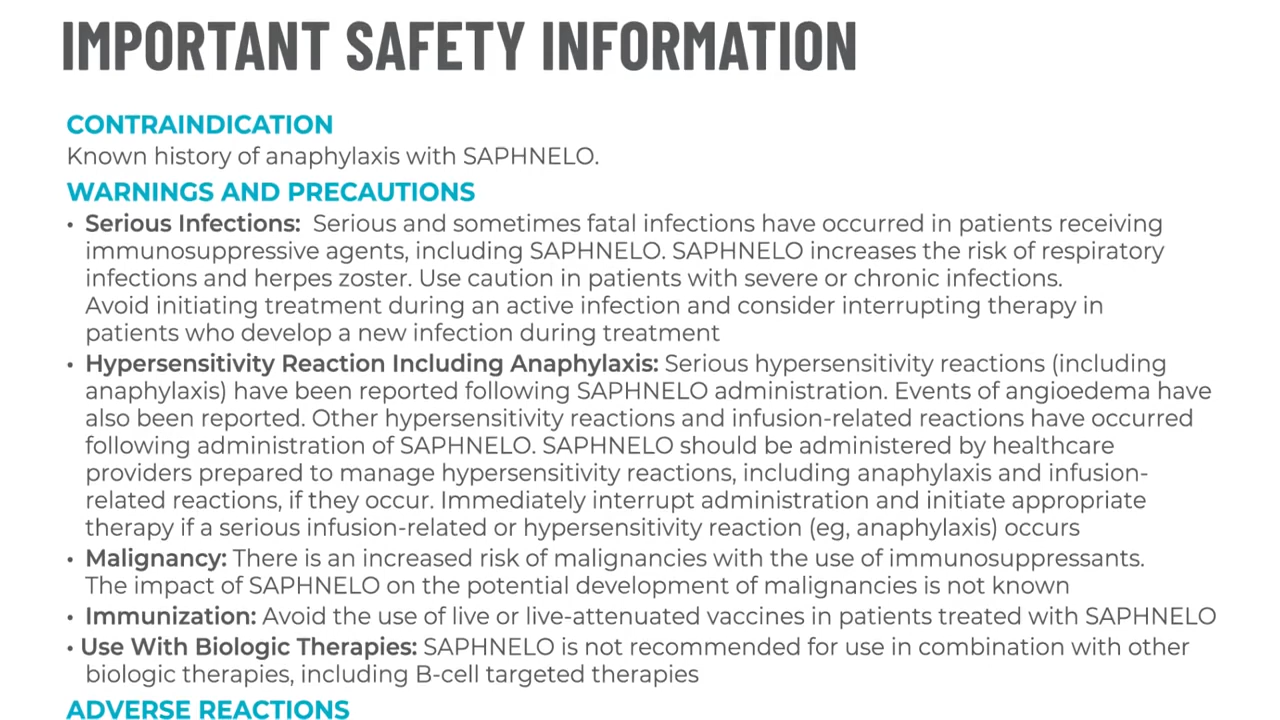 IMPORTANT SAFETY INFORMATION
CONTRAINDICATION
Known history of anaphylaxis with SAPHNELO.
WARNINGS AND PRECAUTIONS
• Serious Infections:  Serious and sometimes fatal infections have occurred in patients receiving
immunosuppressive agents, including SAPHNELO. SAPHNELO increases the risk of respiratory
infections and herpes zoster. Use caution in patients with severe or chronic infections.
Avoid initiating treatment during an active infection and consider interrupting therapy in
patients who develop a new infection during treatment
• Hypersensitivity Reaction Including Anaphylaxis: Serious hypersensitivity reactions (including
anaphylaxis) have been reported following SAPHNELO administration. Events of angioedema have
also been reported. Other hypersensitivity reactions and infusion-related reactions have occurred
following administration of SAPHNELO. SAPHNELO should be administered by healthcare
providers prepared to manage hypersensitivity reactions, including anaphylaxis and infusion-
related reactions, if they occur. Immediately interrupt administration and initiate appropriate
therapy if a serious infusion-related or hypersensitivity reaction (eg, anaphylaxis) occurs
• Malignancy: There is an increased risk of malignancies with the use of immunosuppressants.
The impact of SAPHNELO on the potential development of malignancies is not known
• Immunization: Avoid the use of live or live-attenuated vaccines in patients treated with SAPHNELO
• Use With Biologic Therapies: SAPHNELO is not recommended for use in combination with other
biologic therapies, including B-cell targeted therapies
ADVERSE REACTIONS